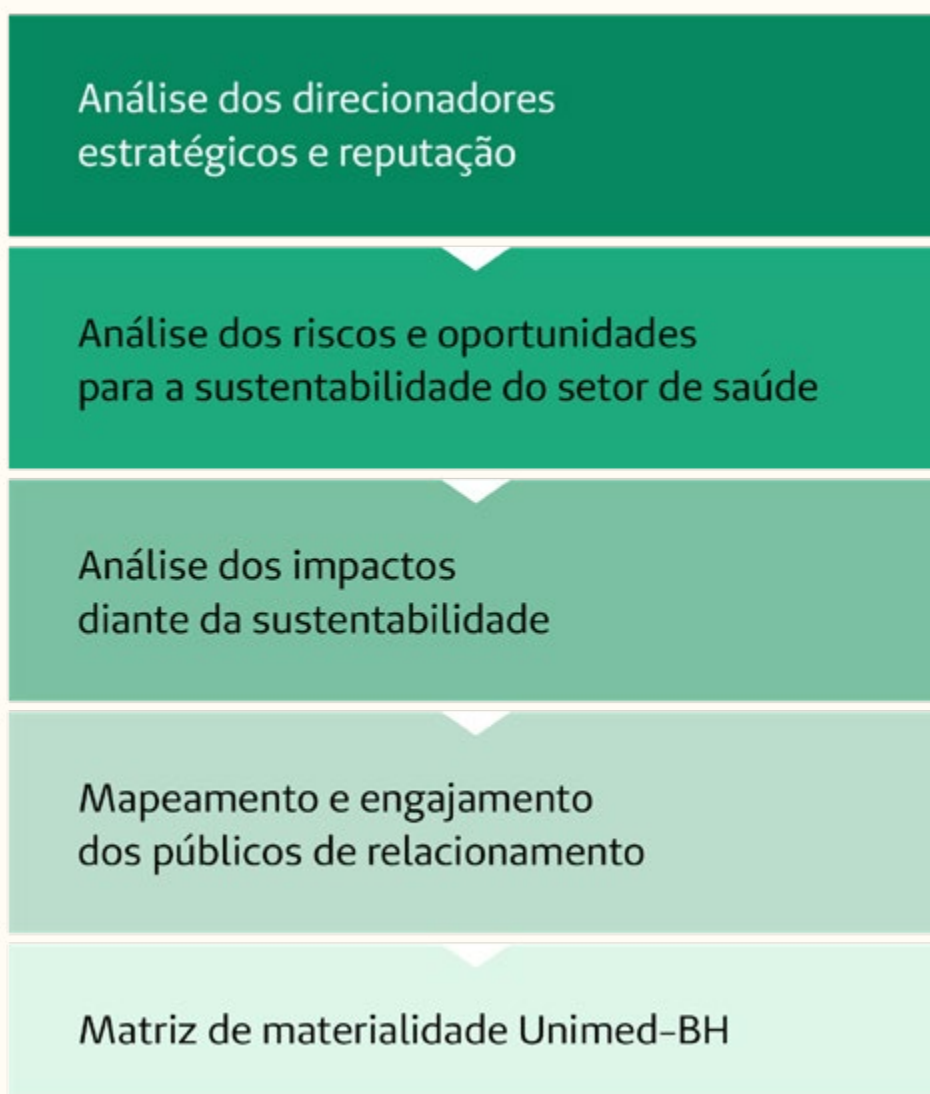 Análise dos direcionadores
estratégicos e reputação
Análise dos riscos e oportunidades
para a sustentabilidade do setor de saúde
Análise dos impactos
diante da sustentabilidade
Mapeamento e engajamento
dos públicos de relacionamento
Matriz de materialidade Unimed-BH